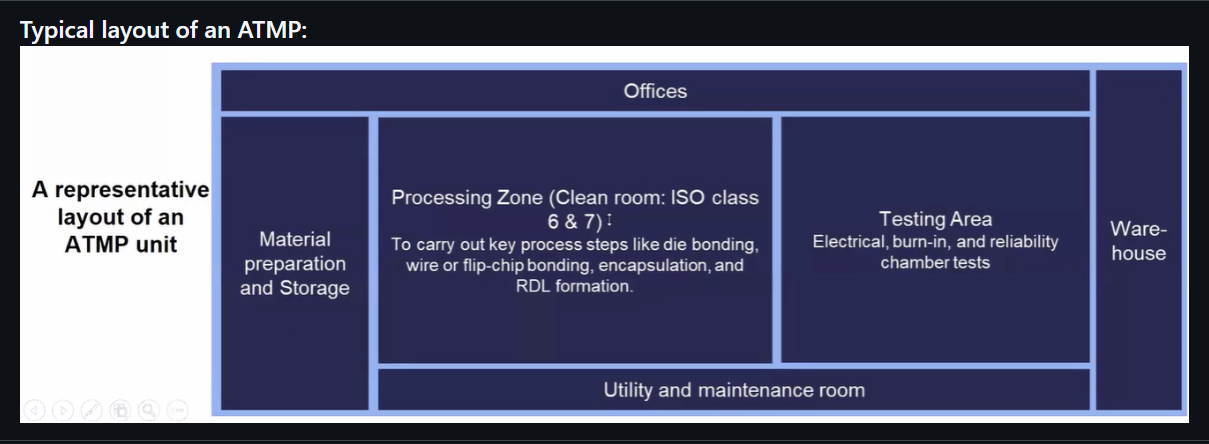 Typical layout of an ATMP:
A representative
layout of an
ATMP unit
Offices
Material
preparation
and Storage
Processing Zone (Clean room: ISO class
6 & 7)
To carry out key process steps like die bonding,
wire or flip-chip bonding, encapsulation, and
RDL formation.
Testing Area
Electrical, burn-in, and reliability
chamber tests
Ware-
house
Utility and maintenance room